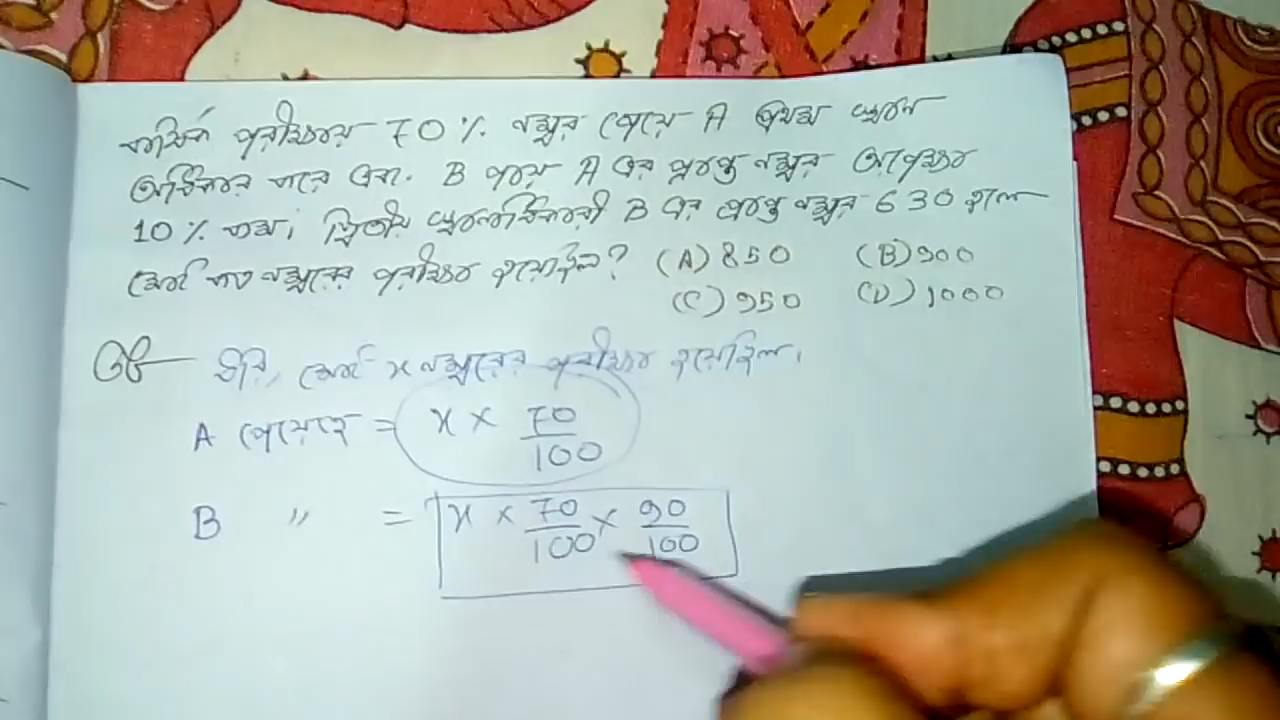 বার্ষিক পরীক্ষায় 70% নম্বর পেয়ে A প্রথম স্থান
অধিকার করে এবং B পায় A এর প্রাপ্ত নম্বর অপেক্ষা
10% কম। দ্বিতীয় স্থানাধিকারী B এর প্রাপ্ত নম্বর 630 হলে
মোট কত নম্বরের পরীক্ষা হয়েছিল? (A) 850 (B) 900
(C) 950 (D) 1000
ধরি, মোট x নম্বরের পরীক্ষা হয়েছিল।
A পেয়েছে = x × 70/100
B " = x × 70/100 × 90/100